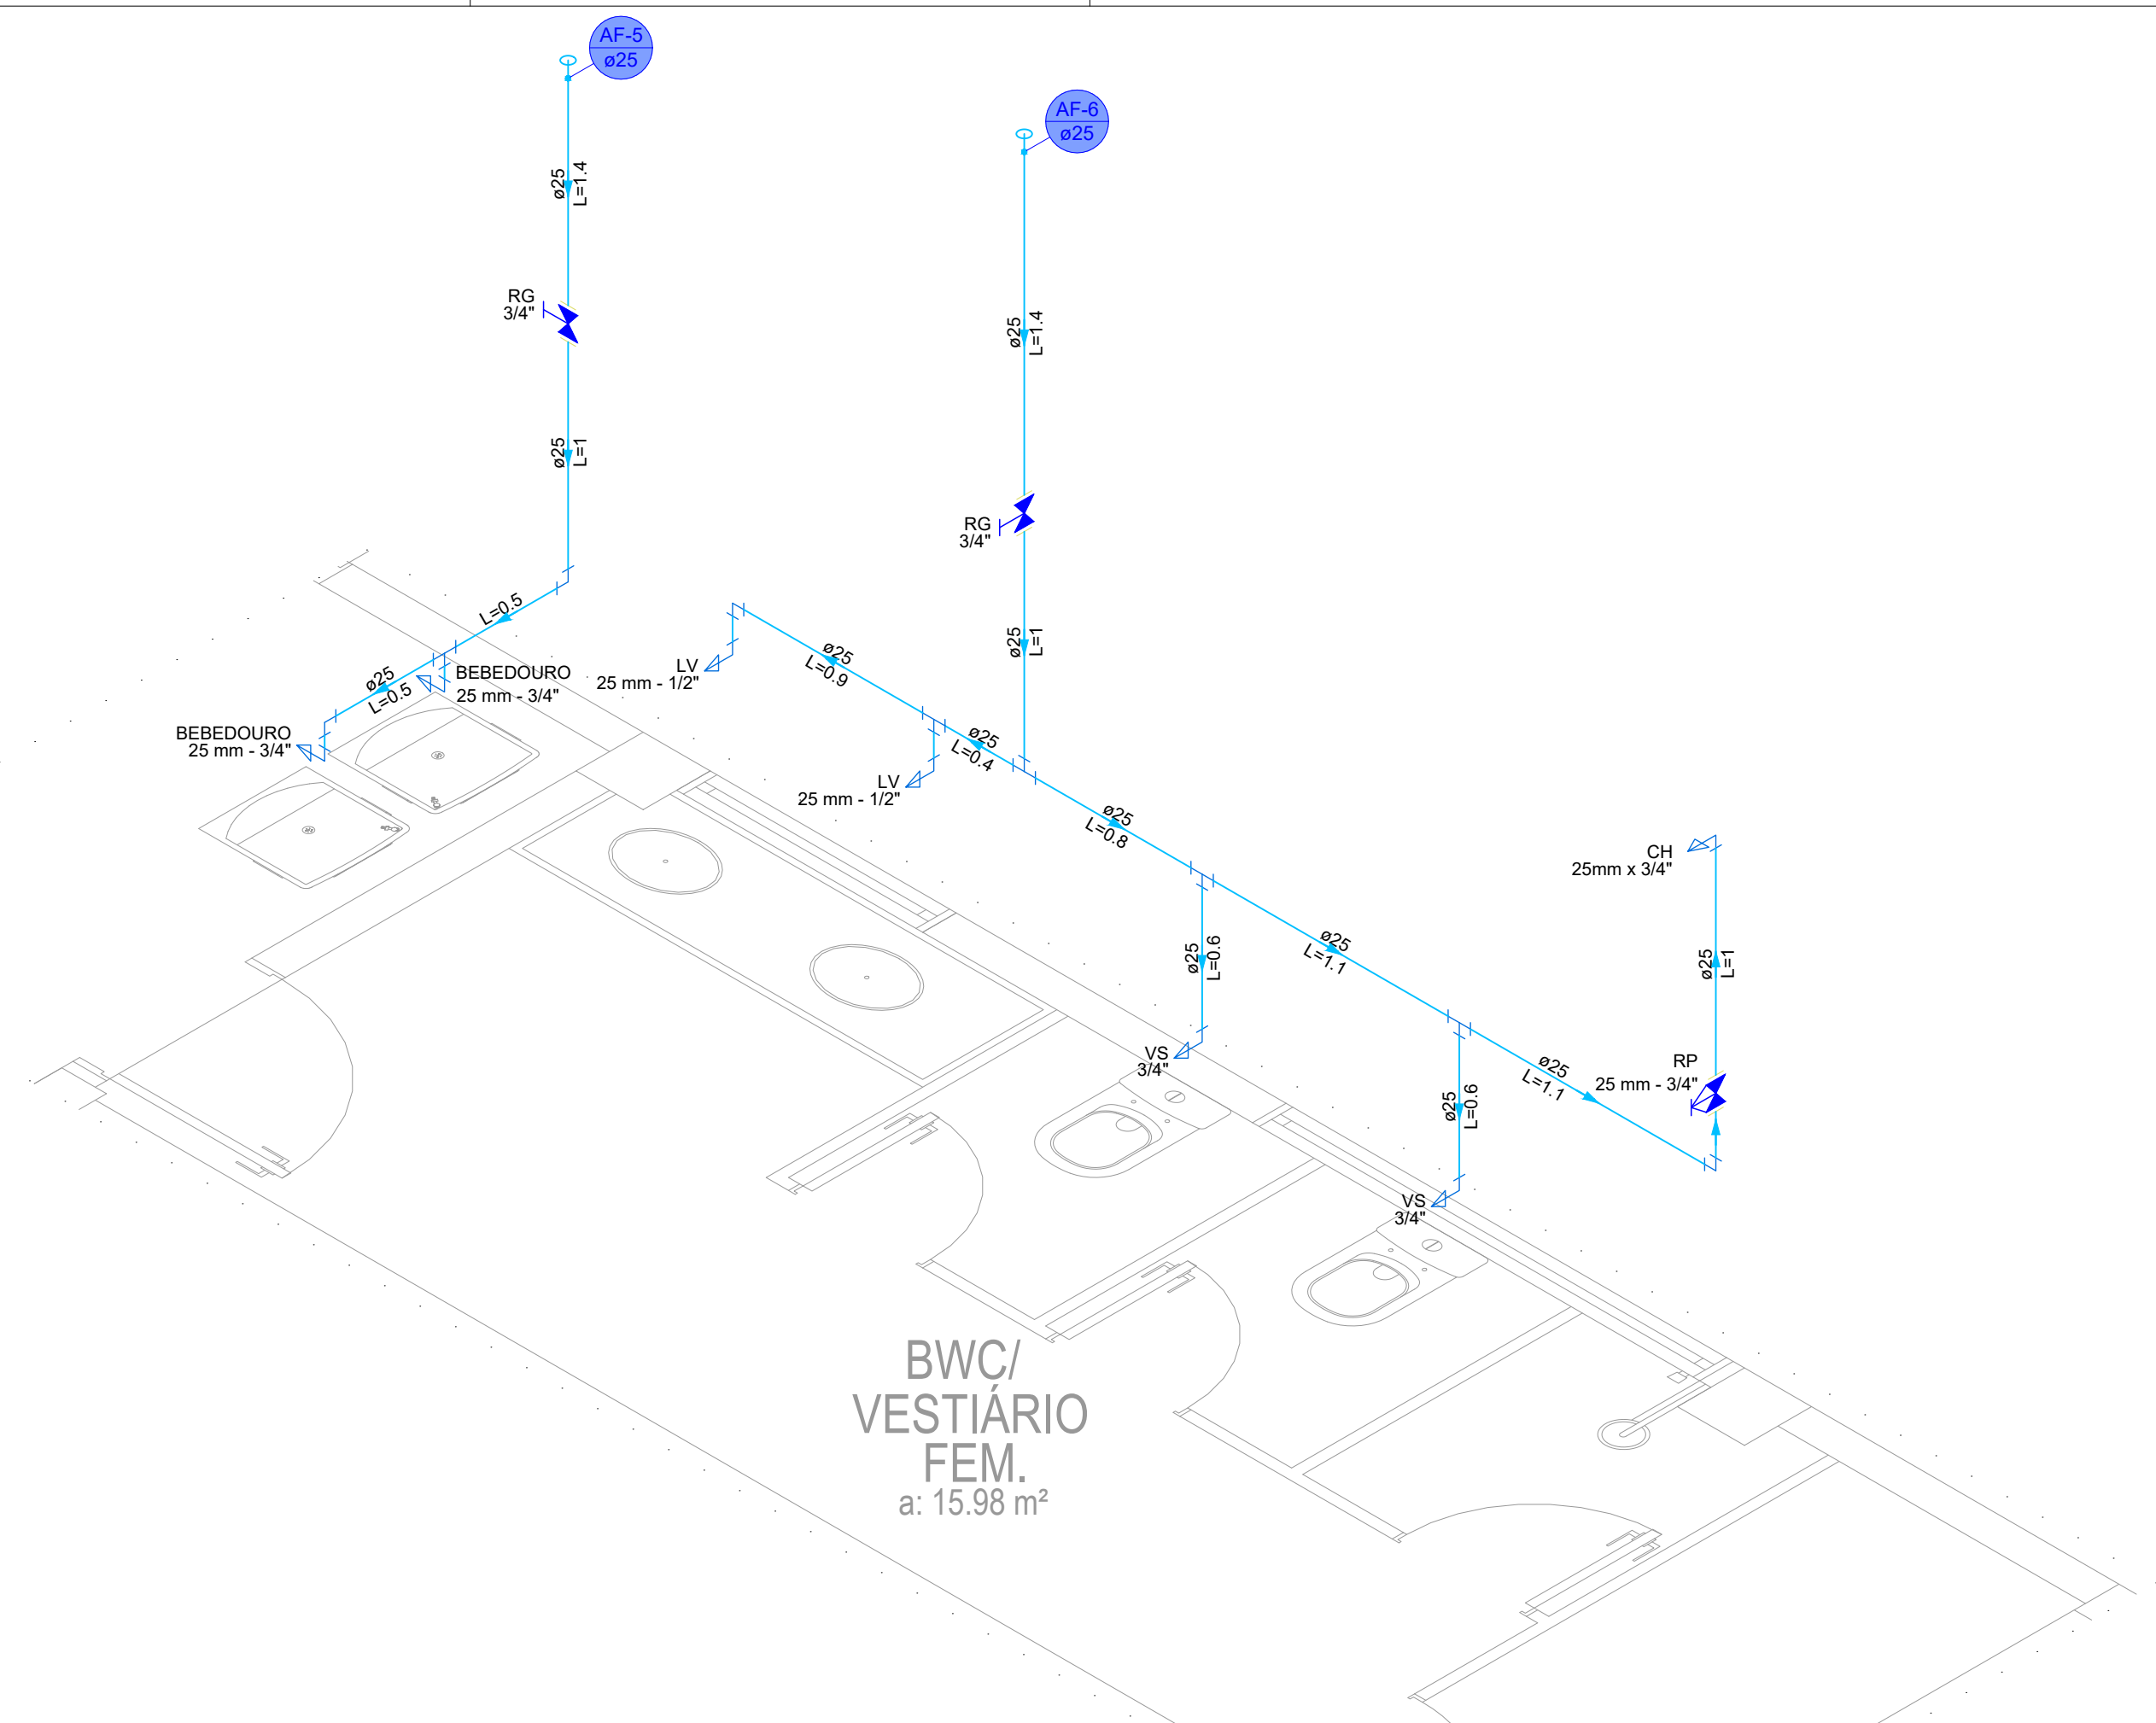 AF-5
ø25
AF-6
ø25
ø25
L=1.4
RG
3/4"
ø25
L=1.4
ø25
L=1
RG
3/4"
L=0.5
ø25
L=1
ø25
L=0.5
BEBEDOURO
25 mm - 3/4"
BEBEDOURO
25 mm - 3/4"
LV
25 mm - 1/2"
ø25
L=0.9
ø25
L=0.4
LV
25 mm - 1/2"
ø25
L=0.8
CH
25mm x 3/4"
ø25
L=0.6
ø25
L=1.1
ø25
L=1
VS
3/4"
ø25
L=1.1
RP
25 mm - 3/4"
ø25
L=0.6
VS
3/4"
BWC/
VESTIÁRIO
FEM.
a: 15.98 m²